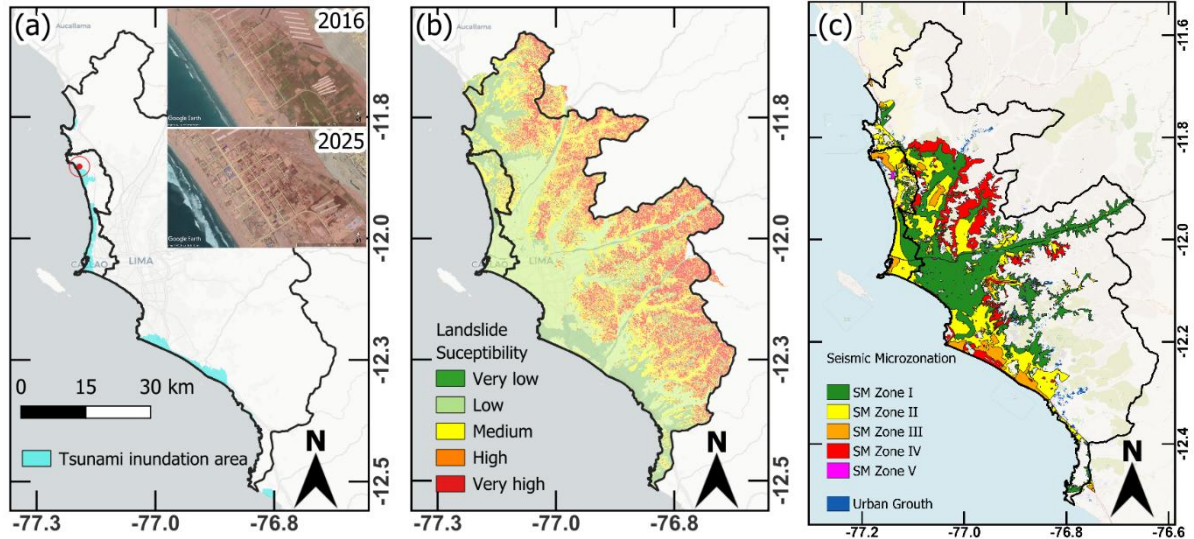 (a)
Aucallama
2016
Google Earth
2025
Google Earth
LIMA
CALLAO
0 15 30 km
Tsunami inundation area
N
-77.3 -77.0 -76.8
-11.8
-12.0
-12.3
-12.5
(b)
Aucallama
LIMA
Landslide
Suceptibility
Very low
Low
Medium
High
Very high
N
-77.3 -77.0 -76.8
-11.8
-12.0
-12.3
-12.5
(c)
Seismic Microzonation
SM Zone I
SM Zone II
SM Zone III
SM Zone IV
SM Zone V
Urban Grouth
N
-77.2 -77.0 -76.8 -76.6
-11.6
-11.8
-12.0
-12.2
-12.4